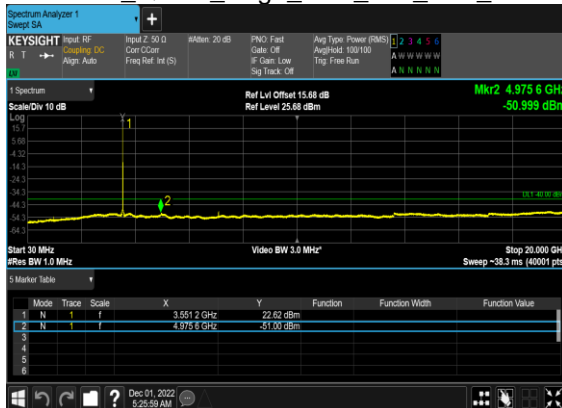 Spectrum Analyzer 1
Swept SA
+
KEYSIGHT Input: RF Input Z: 50 Ω #Atten: 20 dB PNO: Fast Avg Type: Power (RMS) 1 2 3 4 5 6
R T Coupling: DC Corr CCorr Gate: Off Avg|Hold: 100/100 A W W W W W
Align: Auto Freq Ref: Int (S) IF Gain: Low Trig: Free Run
Sig Track: Off A N N N N N
1 Spectrum Ref Lvl Offset 15.68 dB Mkr2 4.975 6 GHz
Scale/Div 10 dB Ref Level 25.68 dBm -50.999 dBm
Log
15.7
5.68
-4.32
-14.3
-24.3
-34.3
-44.3
-54.3
-64.3
1
2
Start 30 MHz Video BW 3.0 MHz* Stop 20.000 GHz
#Res BW 1.0 MHz Sweep ~38.3 ms (40001 pts)
5 Marker Table
Mode Trace Scale X Y Function Function Width Function Value
1 N 1 f 3.551 2 GHz 22.62 dBm
2 N 1 f 4.975 6 GHz -51.00 dBm
3
4
5
6
? Dec 01, 2022
5:25:59 AM